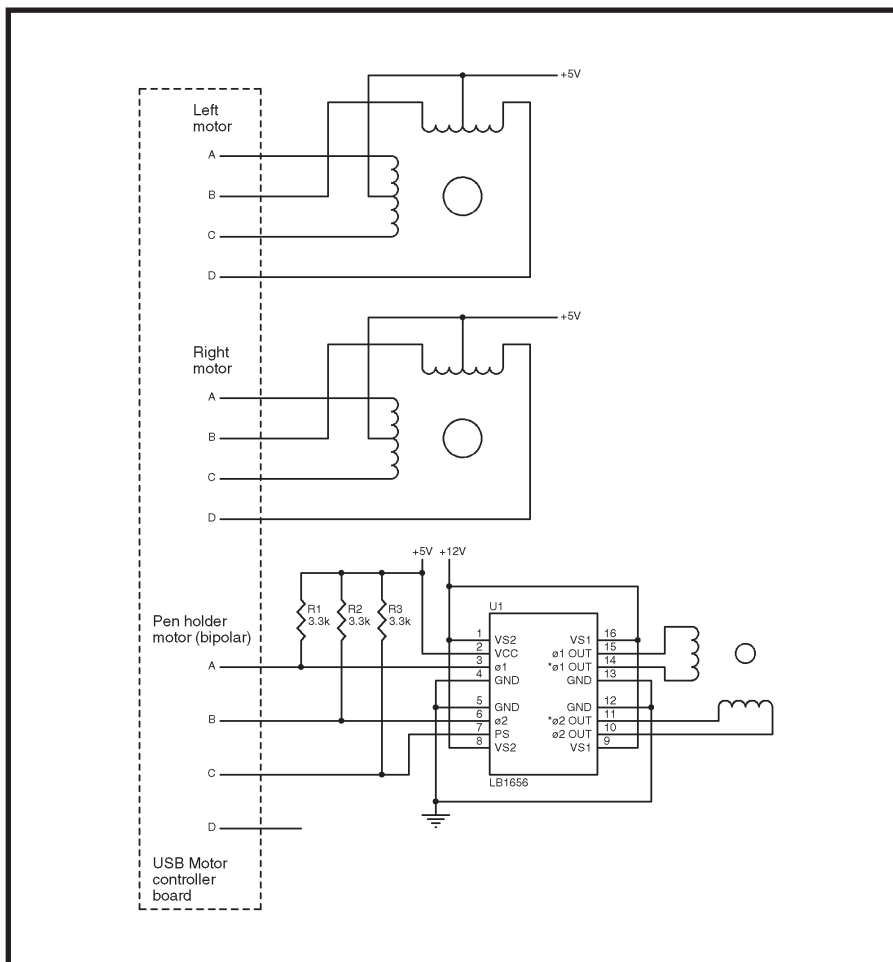 +5V
Left
motor
A
B
C
D
+5V
Right
motor
A
B
C
D
+5V +12V
Pen holder
motor (bipolar)
A
B
C
D
R1
3.3k
R2
3.3k
R3
3.3k
U1
1 VS2 VS1 16
2 VCC ø1 OUT 15
3 ø1 *ø1 OUT 14
4 GND GND 13
5 GND GND 12
6 ø2 *ø2 OUT 11
7 PS ø2 OUT 10
8 VS2 VS1 9
LB1656
USB Motor
controller
board